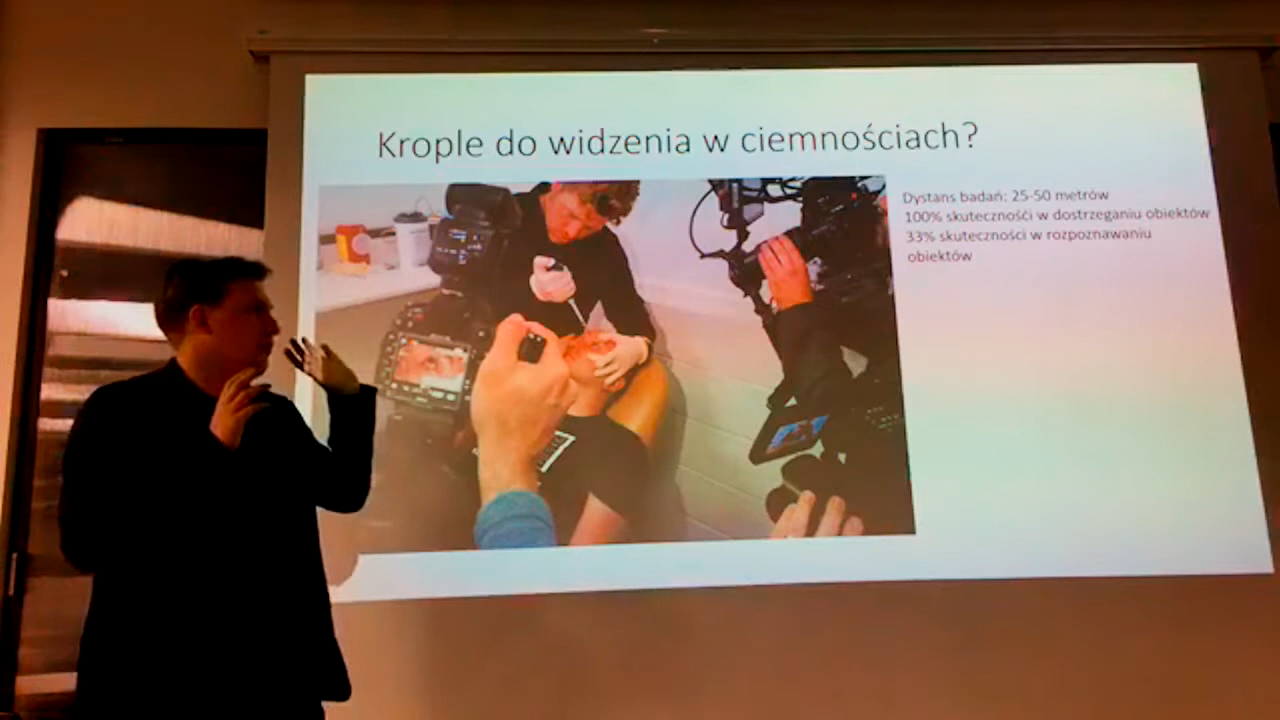 Krople do widzenia w ciemnościach?
Dystans badań: 25-50 metrów
100% skuteczności w dostrzeganiu obiektów
33% skuteczności w rozpoznawaniu
obiektów